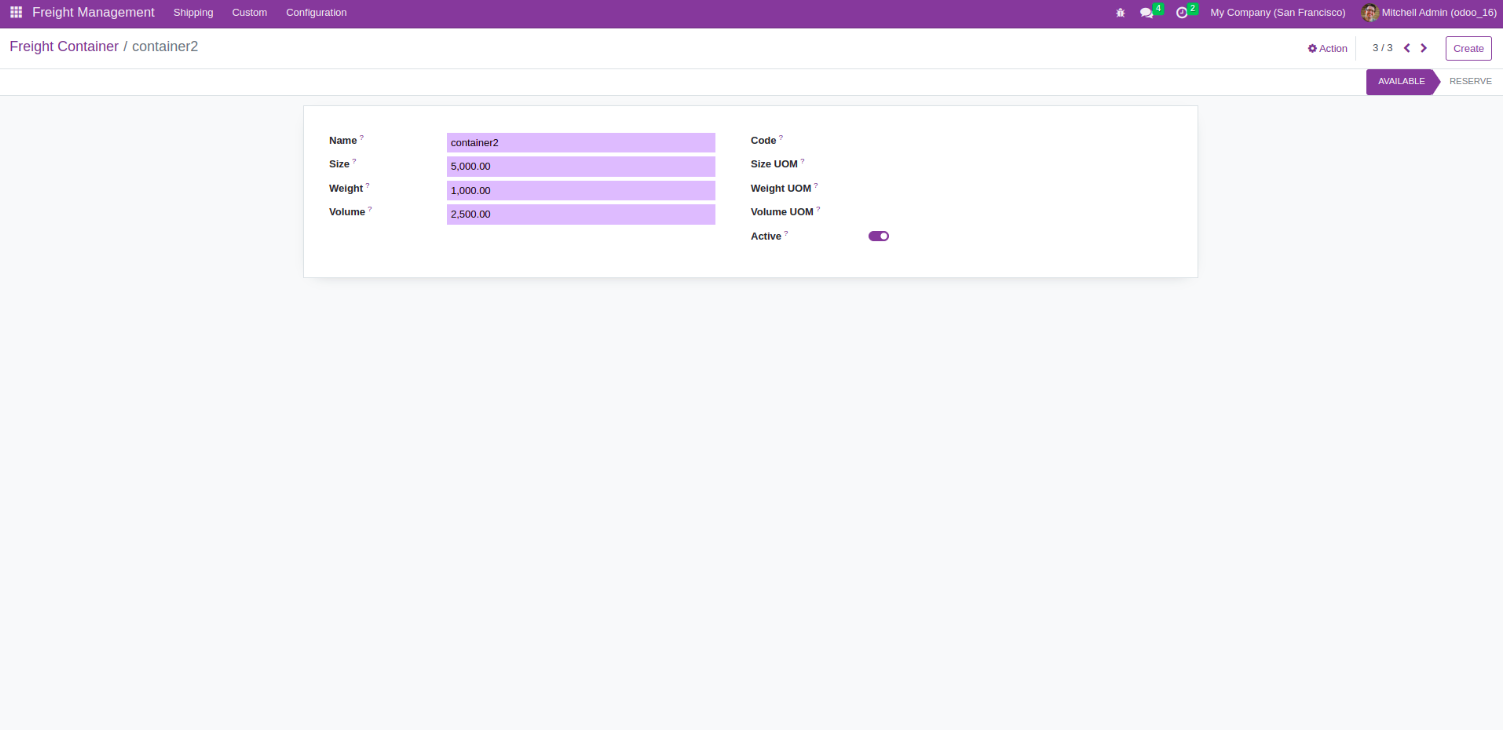 Freight Management Shipping Custom Configuration 4 2 My Company (San Francisco) Mitchell Admin (odoo_16)
Freight Container / container2 Action 3 / 3 Create
AVAILABLE RESERVE
Name ? container2 Code ?
Size ? 5,000.00 Size UOM ?
Weight ? 1,000.00 Weight UOM ?
Volume ? 2,500.00 Volume UOM ?
Active ?